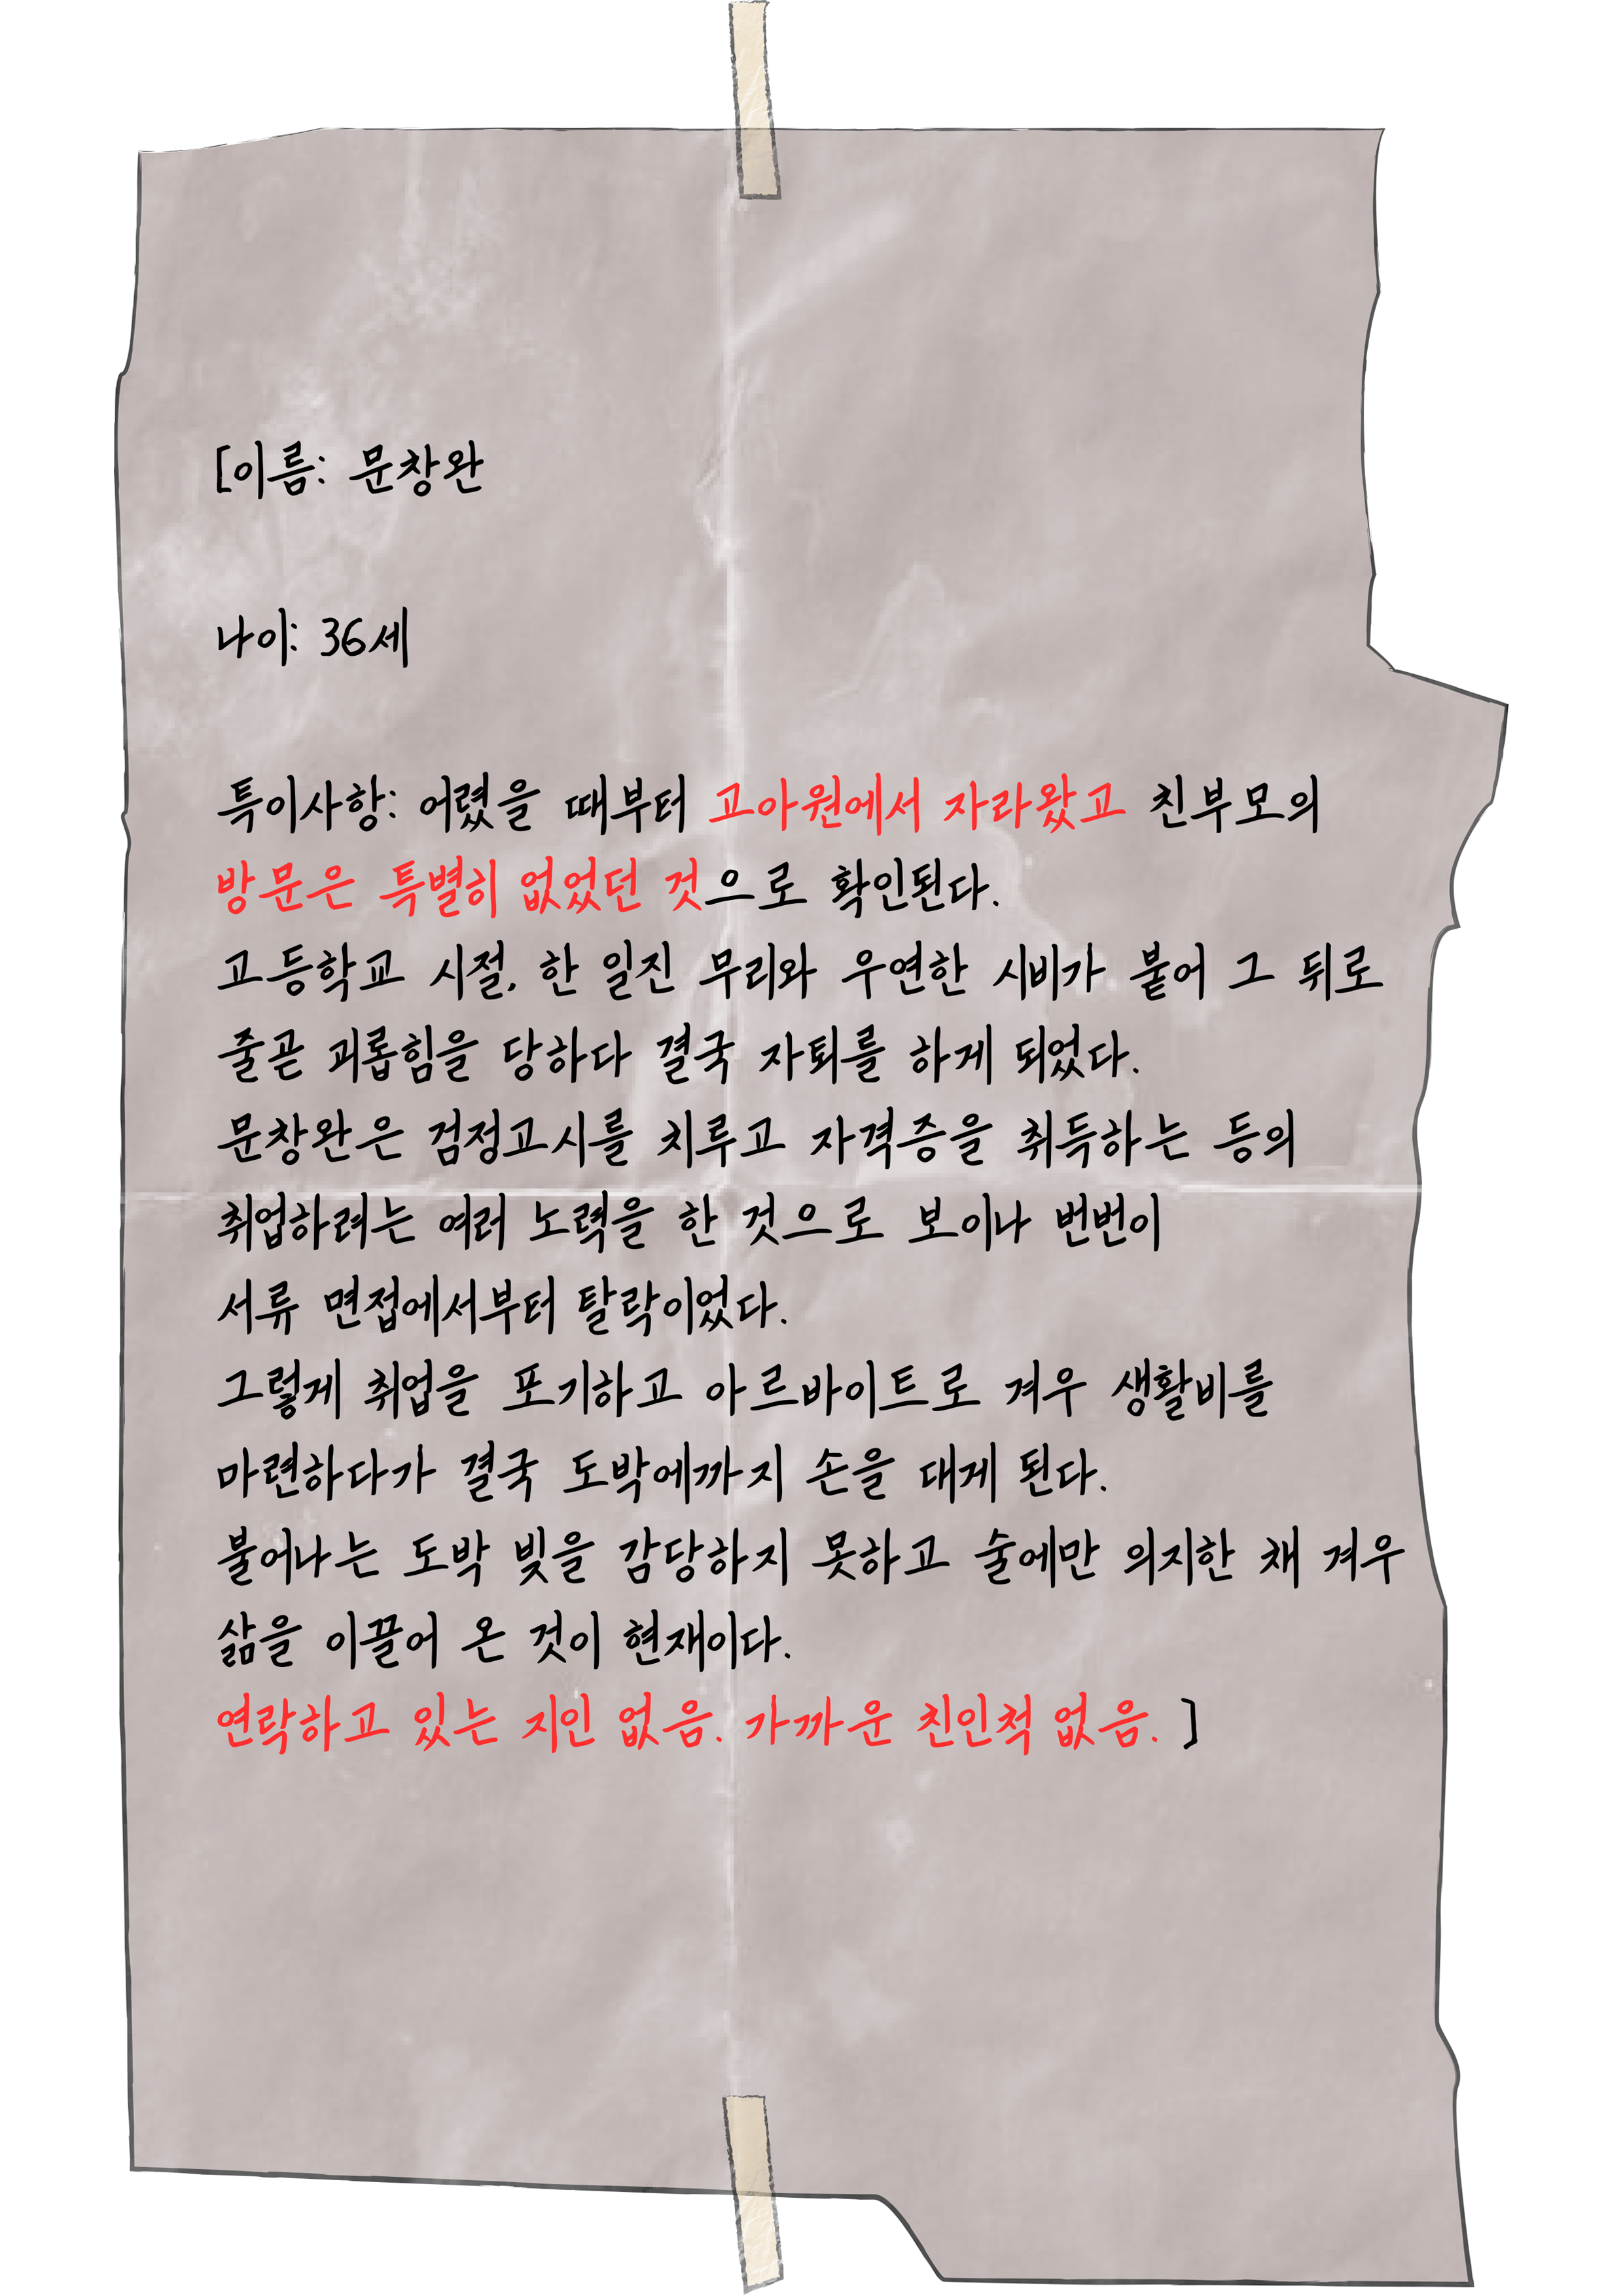 [이름: 문창완
나이: 36세
특이사항: 어렸을 때부터 고아원에서 자라왔고 친부모의
방문은 특별히 없었던 것으로 확인된다.
고등학교 시절, 한 일진 무리와 우연한 시비가 붙어 그 뒤로
줄곧 괴롭힘을 당하다 결국 자퇴를 하게 되었다.
문창완은 검정고시를 치루고 자격증을 취득하는 등의
취업하려는 여러 노력을 한 것으로 보이나 번번이
서류 면접에서부터 탈락이었다.
그렇게 취업을 포기하고 아르바이트로 겨우 생활비를
마련하다가 결국 도박에까지 손을 대게 된다.
불어나는 도박 빚을 감당하지 못하고 술에만 의지한 채 겨우
삶을 이끌어 온 것이 현재이다.
연락하고 있는 지인 없음. 가까운 친인척 없음. ]